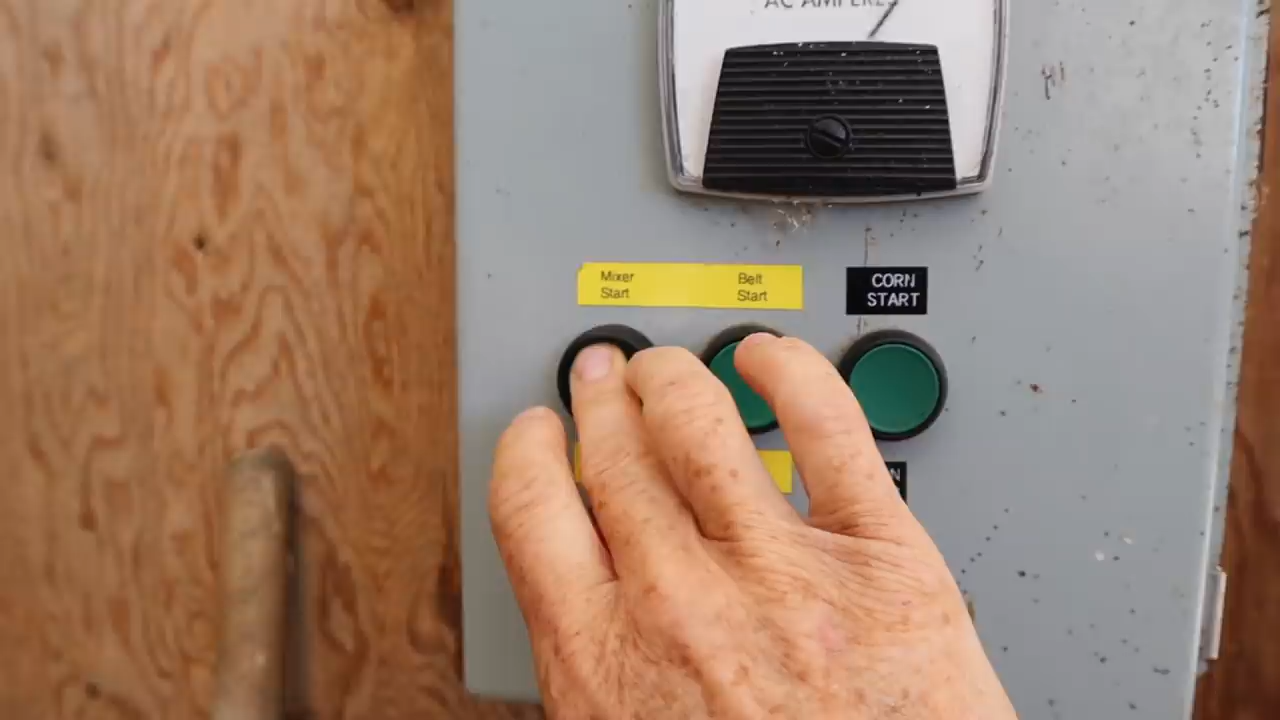 AC AMPERES
Mixer
Start
Belt
Start
CORN
START
N